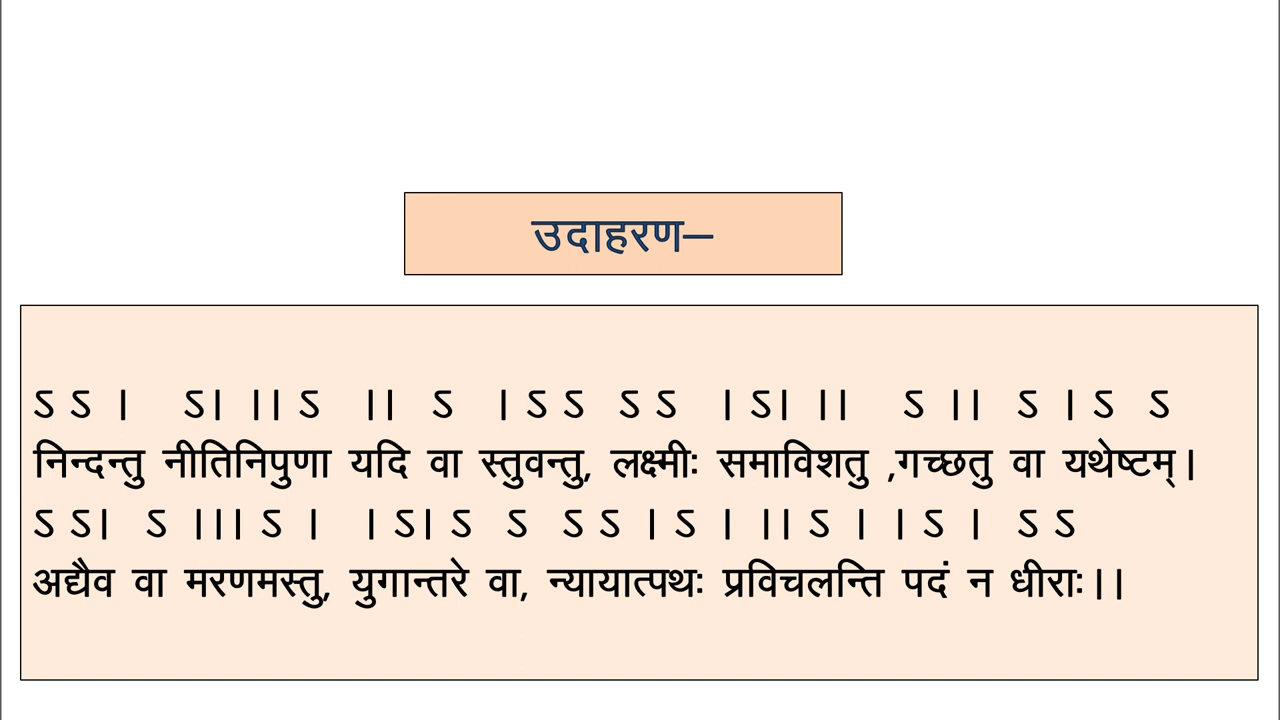 उदाहरण–
ऽ ऽ । ऽ। ।। ऽ ।। ऽ ।ऽ ऽ ऽ ऽ ।ऽ। ।। ऽ ।। ऽ । ऽ ऽ
निन्दन्तु नीतिनिपुणा यदि वा स्तुवन्तु, लक्ष्मीः समाविशतु ,गच्छतु वा यथेष्टम्।
ऽ ऽ। ऽ ।।। ऽ । । ऽ। ऽ ऽ ऽ ऽ । ऽ । ।। ऽ । । ऽ । ऽ ऽ
अद्यैव वा मरणमस्तु, युगान्तरे वा, न्यायात्पथः प्रविचलन्ति पदं न धीराः।।